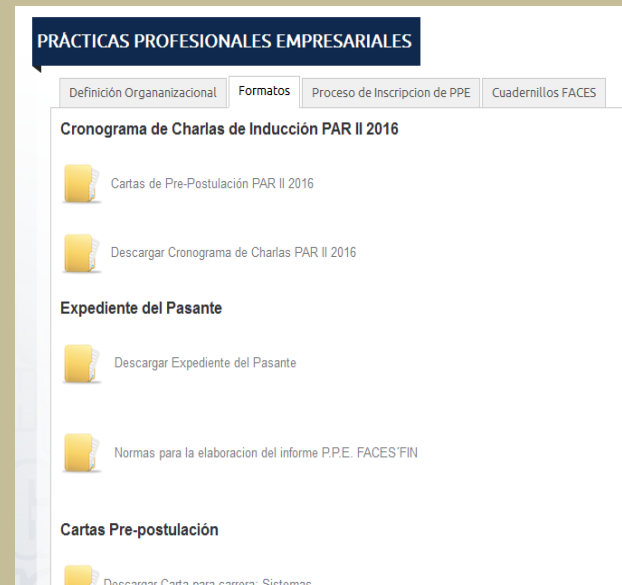 PRÁCTICAS PROFESIONALES EMPRESARIALES
Definición Organanizacional
Formatos
Proceso de Inscripcion de PPE
Cuadernillos FACES
Cronograma de Charlas de Inducción PAR II 2016
Cartas de Pre-Postulación PAR II 2016
Descargar Cronograma de Charlas PAR II 2016
Expediente del Pasante
Descargar Expediente del Pasante
Normas para la elaboracion del informe P.P.E. FACES´FIN
Cartas Pre-postulación
Descargar Carta para carrera: Sistemas